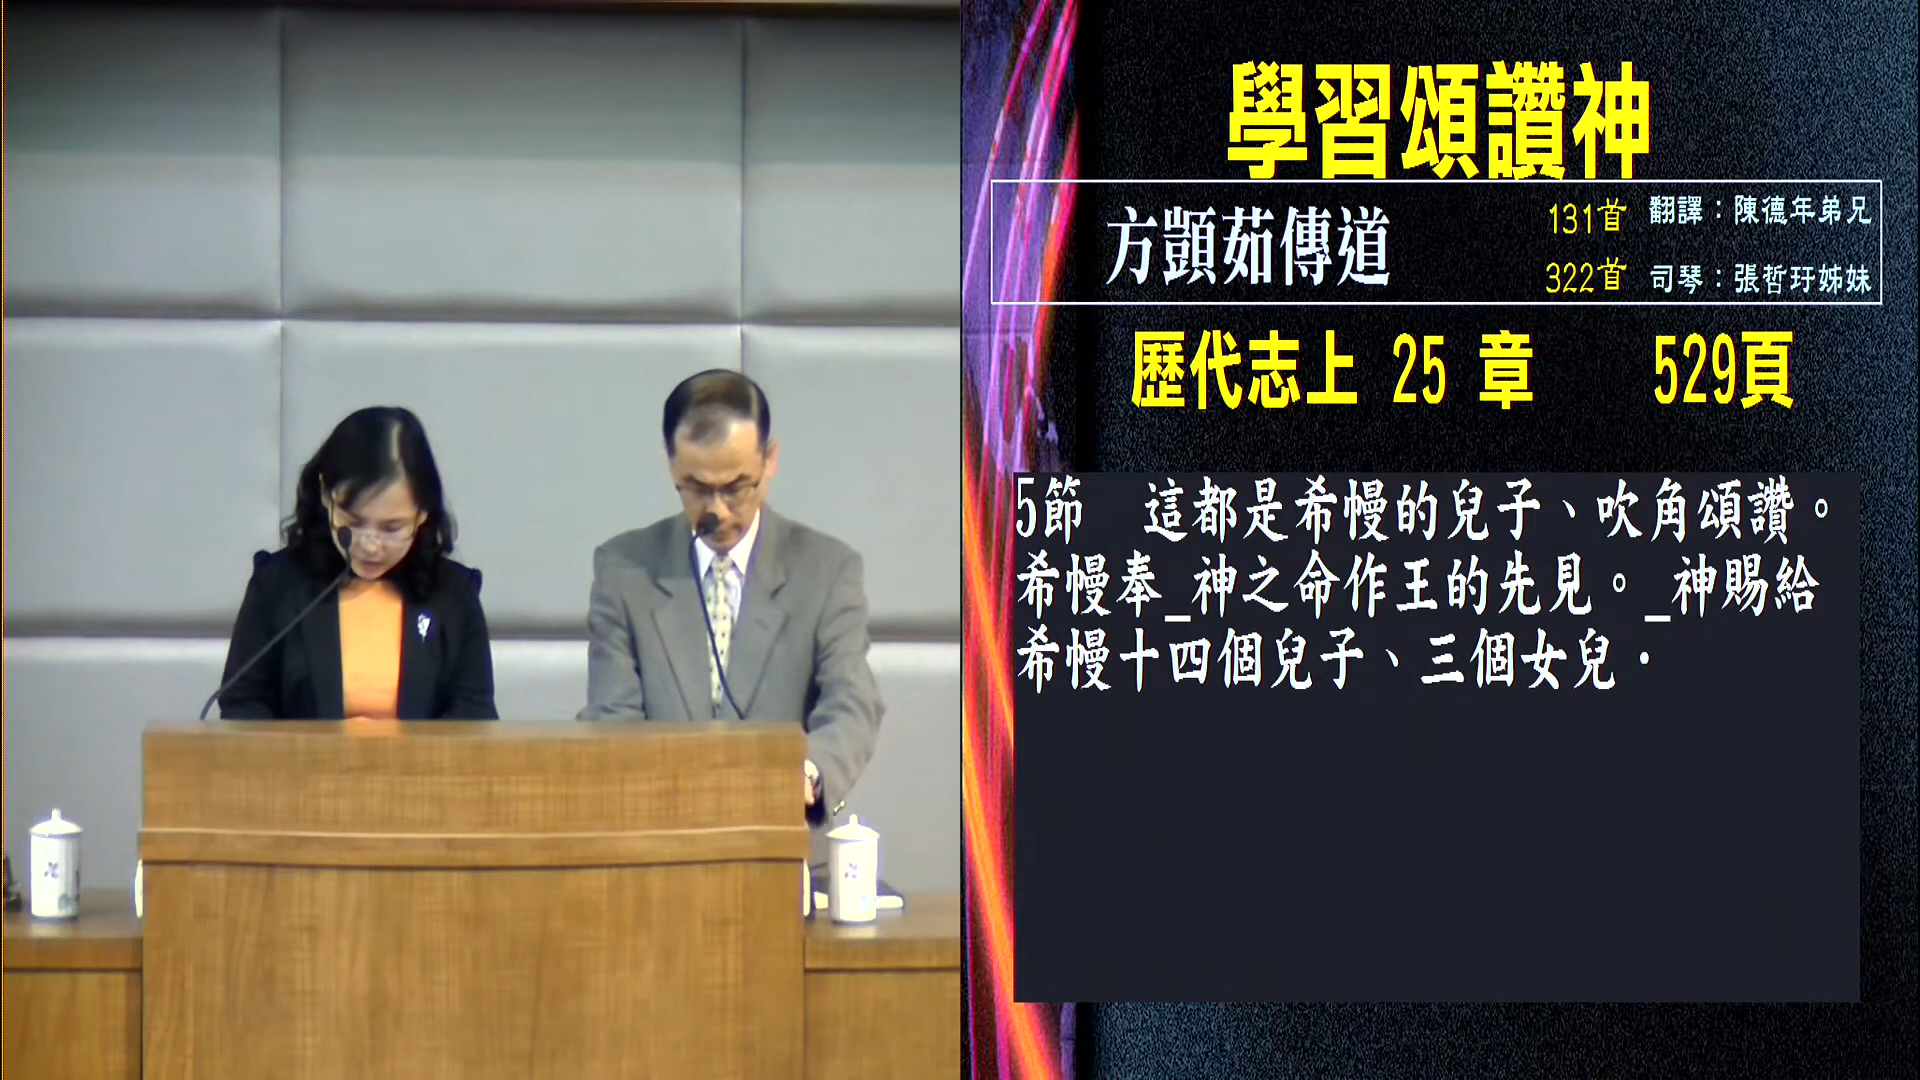 學習頌讚神
方顗茹傳道
131首
翻譯：陳德年弟兄
322首
司琴：張哲玗姊妹
歷代志上 25 章 529頁
5節 這都是希幔的兒子、吹角頌讚。
希幔奉_神之命作王的先見。_神賜給
希幔十四個兒子、三個女兒．